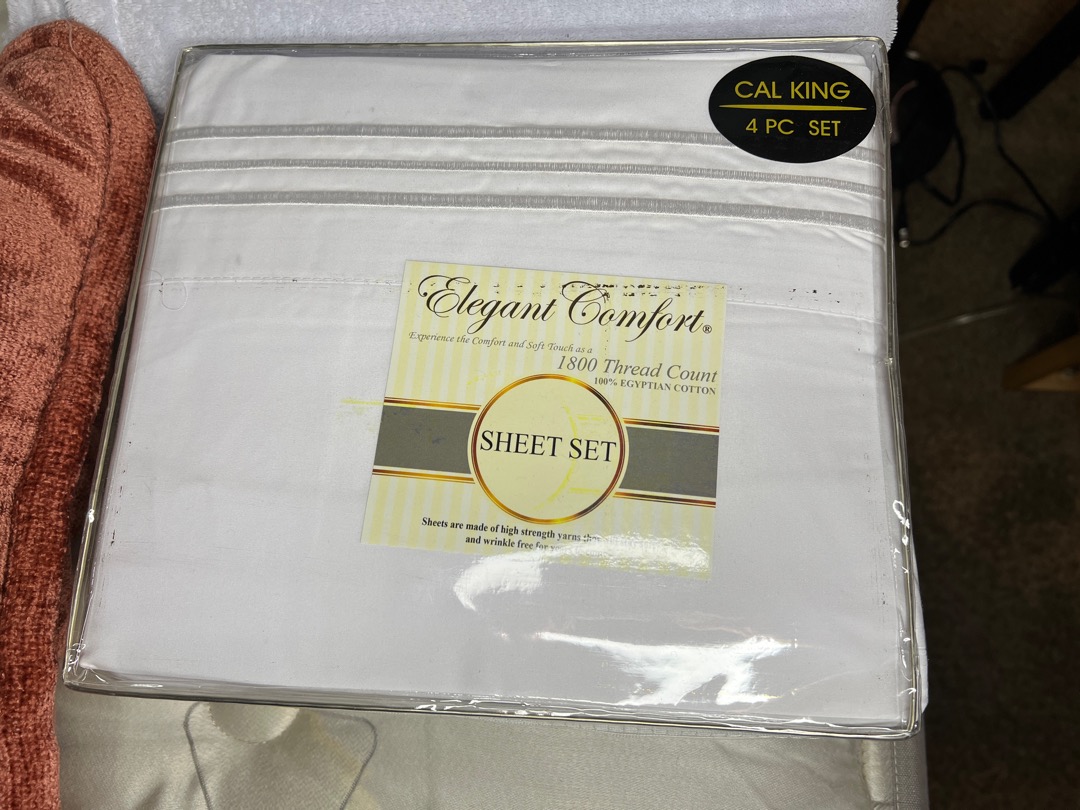 CAL KING
4 PC SET
Elegant Comfort®
Experience the Comfort and Soft Touch as a
1800 Thread Count
100% EGYPTIAN COTTON
SHEET SET
Sheets are made of high strength yarns
and wrinkle free for